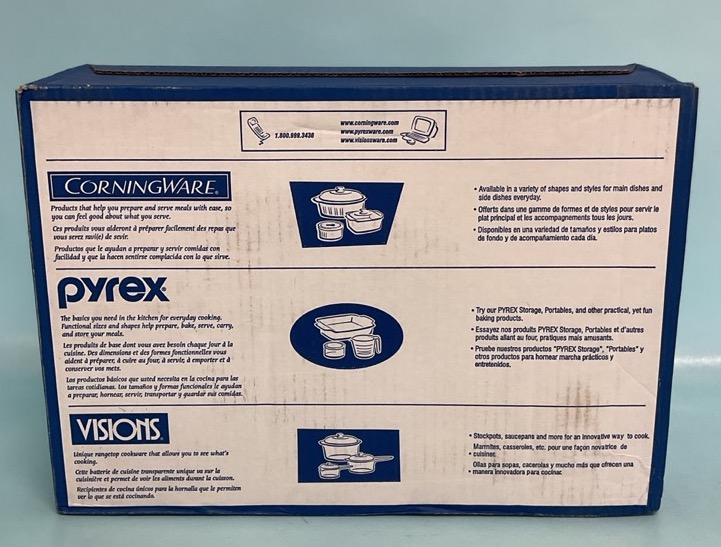 1.800.999.3438
www.corningware.com
www.pyrexware.com
www.visionsware.com
CORNINGWARE®
Products that help you prepare and serve meals with ease, so
you can feel good about what you serve.
Ces produits vous aideront à préparer facilement des repas que
vous serez ravi(e) de sevir.
Productos que le ayudan a preparar y servir comidas con
facilidad y que la hacen sentirse complacida con lo que sirve.
• Available in a variety of shapes and styles for main dishes and
side dishes everyday.
• Offerts dans une gamme de formes et de styles pour servir le
plat principal et les accompagnements tous les jours.
• Disponibles en una variedad de tamaños y estilos para platos
de fondo y de acompañamiento cada día.
pyrex®
The basics you need in the kitchen for everyday cooking.
Functional sizes and shapes help prepare, bake, serve, carry,
and store your meals.
Les produits de base dont vous avez besoin chaque jour à la
cuisine. Des dimensions et des formes fonctionnelles vous
aident à préparer, à cuire au four, à servir, à emporter et à
conserver vos mets.
Los productos básicos que usted necesita en la cocina para las
tareas cotidianas. Los tamaños y formas funcionales le ayudan
a preparar, hornear, servir, transportar y guardar sus comidas.
• Try our PYREX Storage, Portables, and other practical, yet fun
baking products.
• Essayez nos produits PYREX Storage, Portables et d'autres
produits allant au four, pratiques mais amusants.
• Pruebe nuestros productos "PYREX Storage", "Portables" y
otros productos para hornear marcha prácticos y
entretenidos.
VISIONS®
Unique rangetop cookware that allows you to see what's
cooking.
Cette batterie de cuisine transparente unique va sur la
cuisinière et permet de voir les aliments durant la cuisson.
Recipientes de cocina únicos para la hornalla que le permiten
ver lo que se está cocinando.
• Stockpots, saucepans and more for an innovative way to cook.
Marmites, casseroles, etc. pour une façon novatrice de
• cuisiner.
Ollas para sopas, cacerolas y mucho más que ofrecen una
• manera innovadora para cocinar.